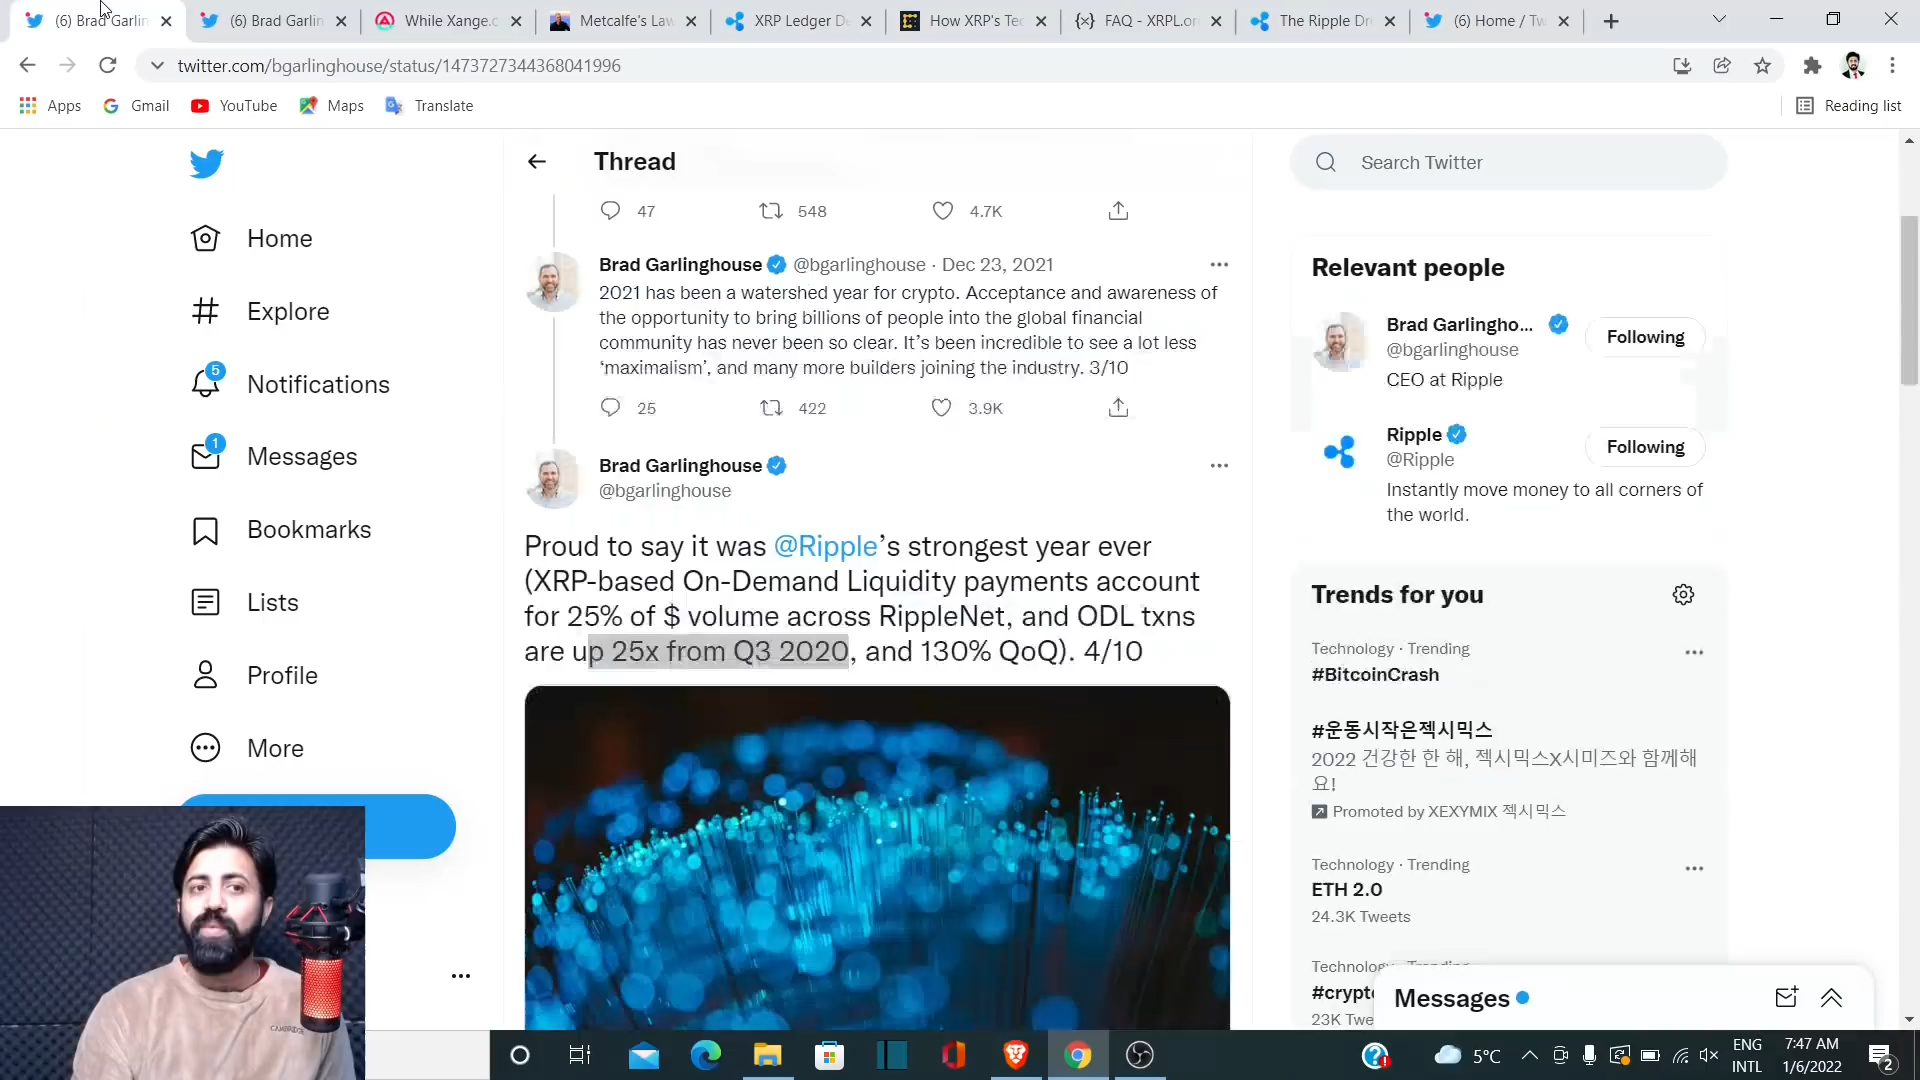 (6) Brad Garlin
(6) Brad Garlin
While Xange.c
Metcalfe's Law
XRP Ledger De
How XRP's Tec
FAQ - XRPL.or
The Ripple Dr
(6) Home / Tw
twitter.com/bgarlinghouse/status/1473727344368041996
Apps
Gmail
YouTube
Maps
Translate
Reading list
Home
Explore
5
Notifications
1
Messages
Bookmarks
Lists
Profile
More
Thread
47
548
4.7K
Brad Garlinghouse @bgarlinghouse · Dec 23, 2021
2021 has been a watershed year for crypto. Acceptance and awareness of
the opportunity to bring billions of people into the global financial
community has never been so clear. It’s been incredible to see a lot less
‘maximalism’, and many more builders joining the industry. 3/10
25
422
3.9K
Brad Garlinghouse
@bgarlinghouse
Proud to say it was @Ripple’s strongest year ever
(XRP-based On-Demand Liquidity payments account
for 25% of $ volume across RippleNet, and ODL txns
are up 25x from Q3 2020, and 130% QoQ). 4/10
Search Twitter
Relevant people
Brad Garlingho...
@bgarlinghouse
Following
CEO at Ripple
Ripple
@Ripple
Following
Instantly move money to all corners of
the world.
Trends for you
Technology · Trending
#BitcoinCrash
#운동시작은젝시믹스
2022 건강한 한 해, 젝시믹스X시미즈와 함께해
요!
Promoted by XEXYMIX 젝시믹스
Technology · Trending
ETH 2.0
24.3K Tweets
Technology · Trending
#crypto
23K Twe
Messages
5°C
ENG
INTL
7:47 AM
1/6/2022
2